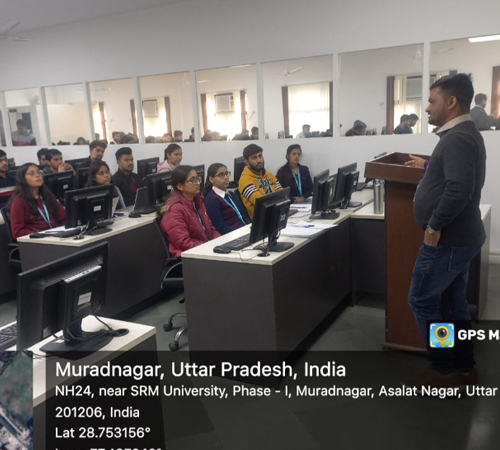 GPS M
Muradnagar, Uttar Pradesh, India
NH24, near SRM University, Phase - I, Muradnagar, Asalat Nagar, Uttar
201206, India
Lat 28.753156°